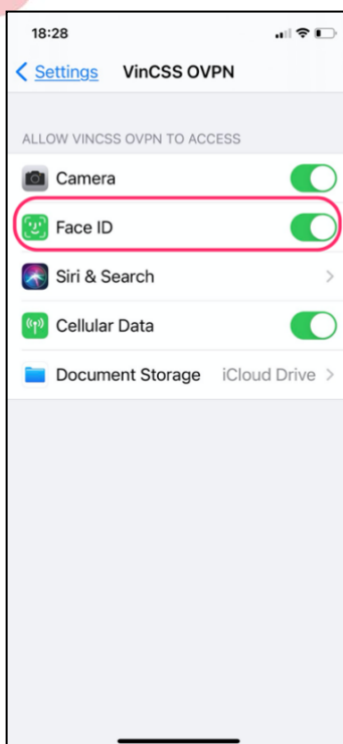 18:28
Settings VinCSS OVPN
ALLOW VINCSS OVPN TO ACCESS
Camera
Face ID
Siri & Search
Cellular Data
Document Storage iCloud Drive